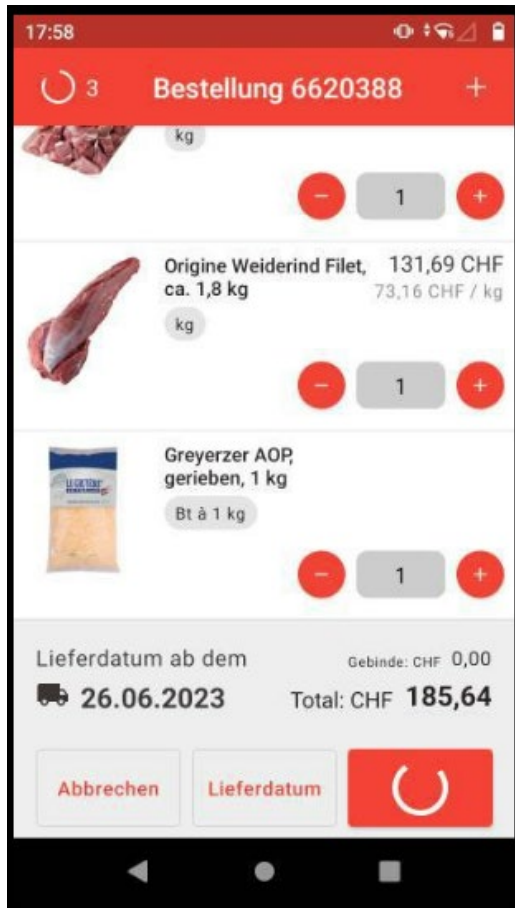 17:58
3
Bestellung 6620388
kg
1
Origine Weiderind Filet,
ca. 1,8 kg
131,69 CHF
73,16 CHF / kg
kg
1
Greyerzer AOP,
gerieben, 1 kg
Bt à 1 kg
LE GRUYÈRE
1
Lieferdatum ab dem
26.06.2023
Gebinde: CHF 0,00
Total: CHF 185,64
Abbrechen
Lieferdatum